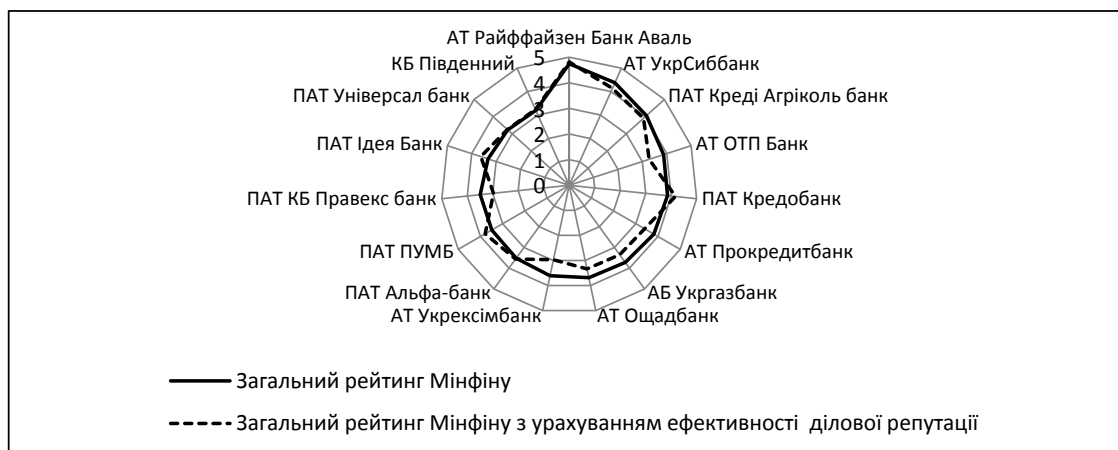 АТ Райффайзен Банк Аваль
КБ Південний
5
АТ УкрСиббанк
4
ПАТ Універсал банк
ПАТ Креді Агріколь банк
3
2
ПАТ Ідея Банк
АТ ОТП Банк
1
0
ПАТ КБ Правекс банк
ПАТ Кредобанк
ПАТ ПУМБ
АТ Прокредитбанк
ПАТ Альфа-банк
АБ Укргазбанк
АТ Укрексімбанк
АТ Ощадбанк
Загальний рейтинг Мінфіну
Загальний рейтинг Мінфіну з урахуванням ефективності ділової репутації